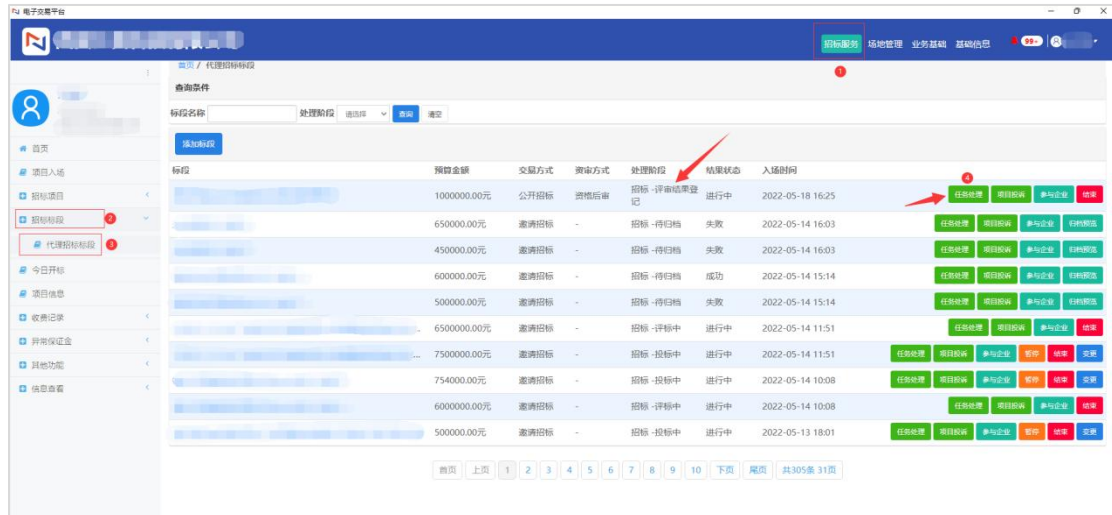 电子交易平台
招标服务 场地管理 业务基础 基础信息 99+
1
首页 / 代理招标标段
查询条件
标段名称 处理阶段 请选择 查询 清空
添加标段
首页
项目入场
招标项目
招标标段 2
代理招标标段 3
今日开标
项目信息
收费记录
异常保证金
其他功能
信息查看
标段 预算金额 交易方式 资审方式 处理阶段 结果状态 入场时间
4
1000000.00元 公开招标 资格后审 招标 -评审结果登记 进行中 2022-05-18 16:25 任务处理 项目投诉 参与企业 结束
650000.00元 邀请招标 - 招标 -待归档 失败 2022-05-14 16:03 任务处理 项目投诉 参与企业 归档预览
450000.00元 邀请招标 - 招标 -待归档 失败 2022-05-14 16:03 任务处理 项目投诉 参与企业 归档预览
600000.00元 邀请招标 - 招标 -待归档 成功 2022-05-14 15:14 任务处理 项目投诉 参与企业 归档预览
500000.00元 邀请招标 - 招标 -待归档 失败 2022-05-14 15:14 任务处理 项目投诉 参与企业 归档预览
6500000.00元 邀请招标 - 招标 -评标中 进行中 2022-05-14 11:51 任务处理 项目投诉 参与企业 结束
7500000.00元 邀请招标 - 招标 -投标中 进行中 2022-05-14 11:51 任务处理 项目投诉 参与企业 暂停 结束 变更
754000.00元 邀请招标 - 招标 -投标中 进行中 2022-05-14 10:08 任务处理 项目投诉 参与企业 暂停 结束 变更
6000000.00元 邀请招标 - 招标 -评标中 进行中 2022-05-14 10:08 任务处理 项目投诉 参与企业 结束
500000.00元 邀请招标 - 招标 -投标中 进行中 2022-05-13 18:01 任务处理 项目投诉 参与企业 暂停 结束 变更
首页 上页 1 2 3 4 5 6 7 8 9 10 下页 尾页 共305条 31页